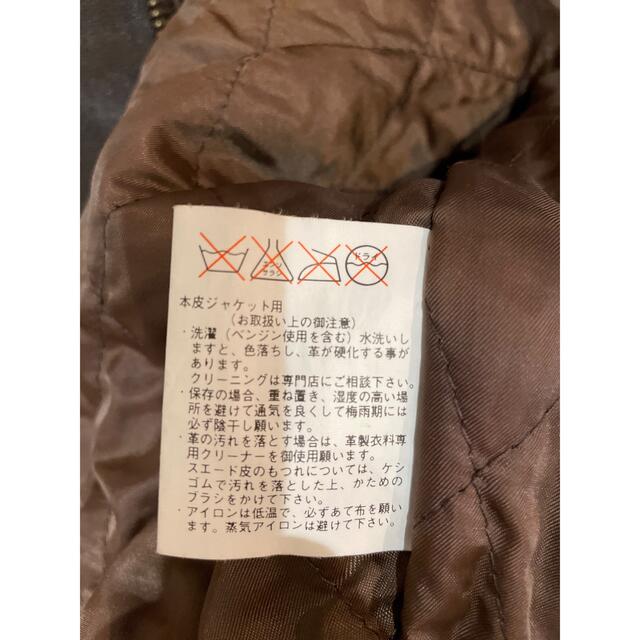 エンソ
サラシ
ドライ
本皮ジャケット用
(お取扱い上の御注意)
・洗濯(ベンジン使用を含む)水洗いし
ますと、色落ちし、革が硬化する事が
あります。
クリーニングは専門店にご相談下さい。
・保存の場合、重ね置き、湿度の高い場
所を避けて通気を良くして梅雨期には
必ず陰干し願います。
・革の汚れを落とす場合は、革製衣料専
用クリーナーを御使用願います。
スエード皮のもつれについては、ケシ
ゴムで汚れを落とした上、かための
ブラシをかけて下さい。
・アイロンは低温で、必ずあて布を願い
ます。蒸気アイロンは避けて下さい。